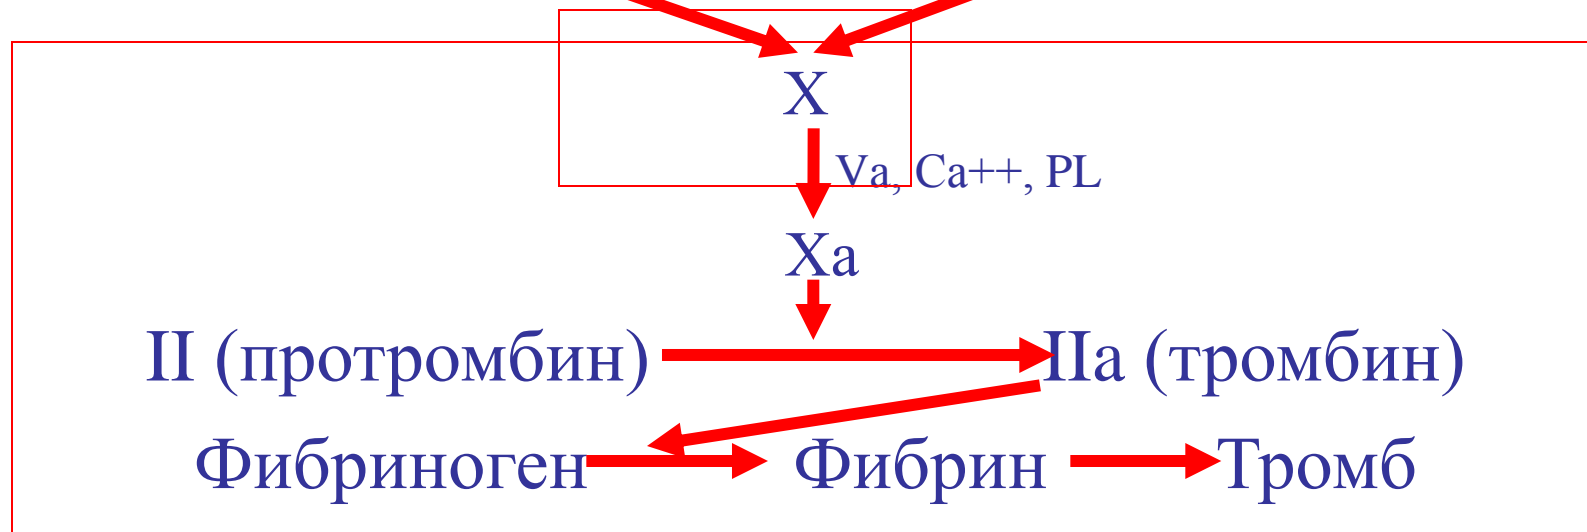 X
Va, Ca++, PL
Xa
II (протромбин) IIa (тромбин)
Фибриноген Фибрин Тромб